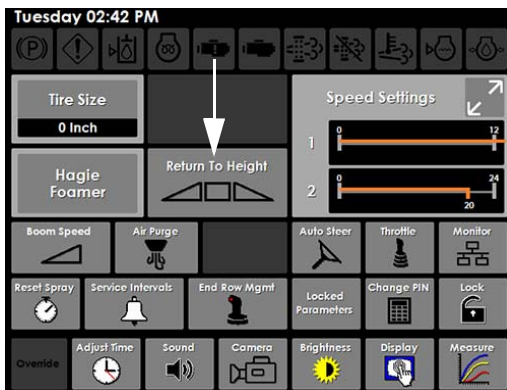 Tuesday 02:42 PM
Tire Size
0 Inch
Speed Settings
1
0
12
2
0
24
20
Hagie
Foamer
Return To Height
Boom Speed
Air Purge
Auto Steer
Throttle
Monitor
Reset Spray
Service Intervals
End Row Mgmt
Locked
Parameters
Change PIN
Lock
Override
Adjust Time
Sound
Camera
Brightness
Display
Measure